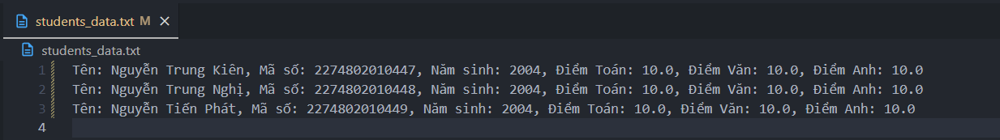 students_data.txt M
students_data.txt
1 Tên: Nguyễn Trung Kiên, Mã số: 2274802010447, Năm sinh: 2004, Điểm Toán: 10.0, Điểm Văn: 10.0, Điểm Anh: 10.0
2 Tên: Nguyễn Trung Nghị, Mã số: 2274802010448, Năm sinh: 2004, Điểm Toán: 10.0, Điểm Văn: 10.0, Điểm Anh: 10.0
3 Tên: Nguyễn Tiến Phát, Mã số: 2274802010449, Năm sinh: 2004, Điểm Toán: 10.0, Điểm Văn: 10.0, Điểm Anh: 10.0
4